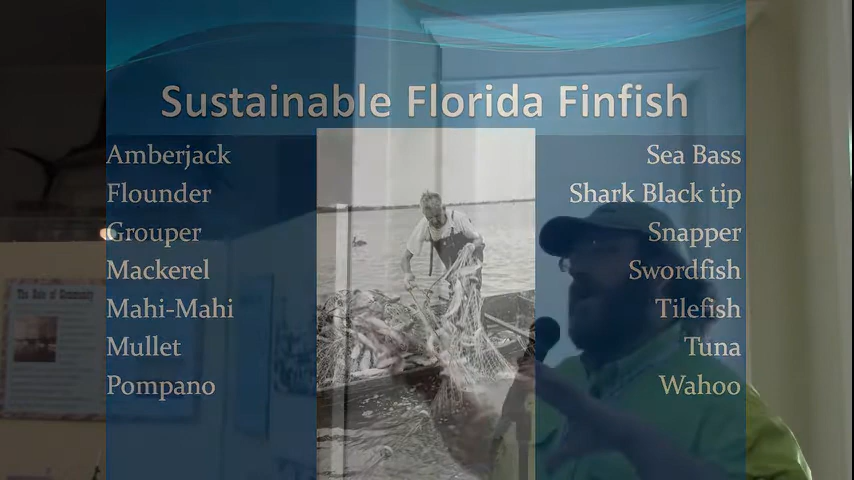 Sustainable Florida Finfish
Amberjack
Flounder
Grouper
Mackerel
Mahi-Mahi
Mullet
Pompano
Sea Bass
Shark Black tip
Snapper
Swordfish
Tilefish
Tuna
Wahoo